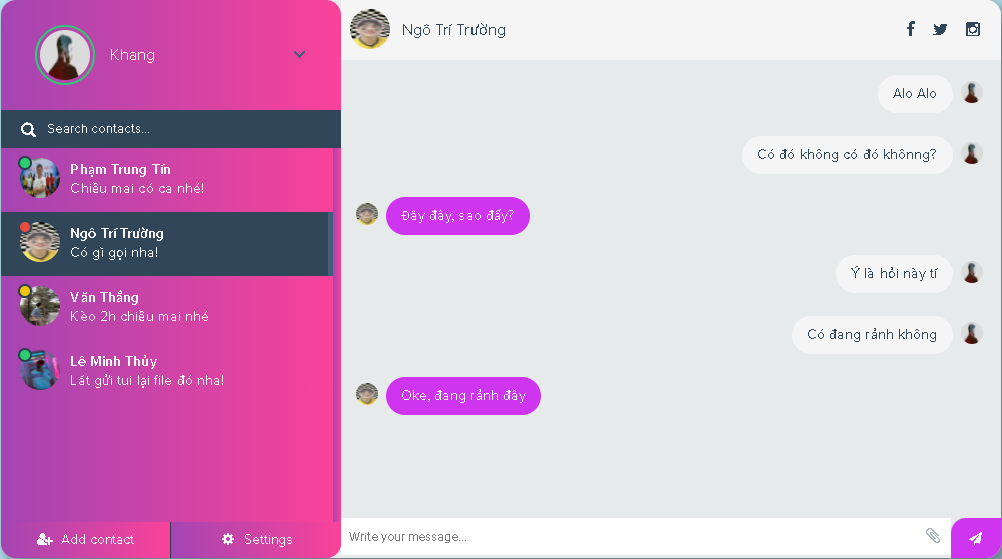 Khang
Search contacts...
Phạm Trung Tín
Chiều mai có ca nhé!
Ngô Trí Trường
Có gì gọi nha!
Văn Thắng
Kèo 2h chiều mai nhé
Lê Minh Thủy
Lát gửi tui lại file đó nha!
Add contact
Settings
Ngô Trí Trường
Alo Alo
Có đó không có đó khônng?
Đây đây, sao đấy?
Ý là hỏi này tí
Có đang rảnh không
Oke, đang rảnh đây
Write your message...